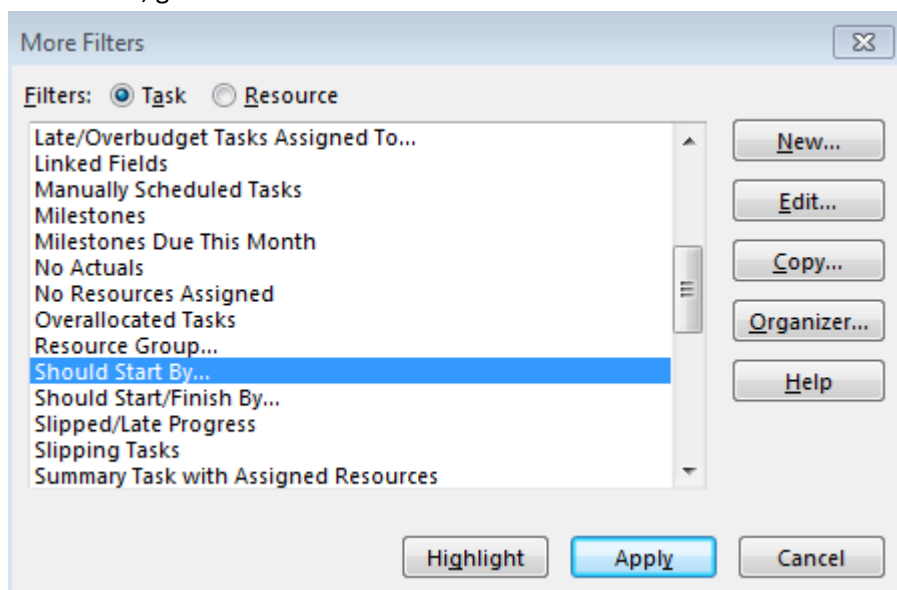 More Filters
Filters: Task Resource
Late/Overbudget Tasks Assigned To...
Linked Fields
Manually Scheduled Tasks
Milestones
Milestones Due This Month
No Actuals
No Resources Assigned
Overallocated Tasks
Resource Group...
Should Start By...
Should Start/Finish By...
Slipped/Late Progress
Slipping Tasks
Summary Task with Assigned Resources
New...
Edit...
Copy...
Organizer...
Help
Highlight Apply Cancel